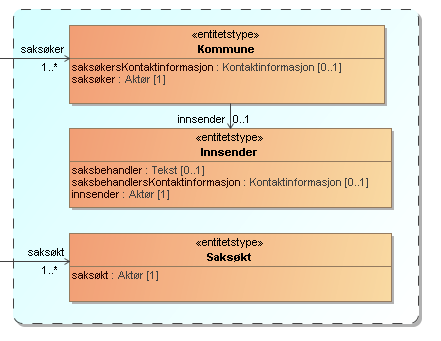 saksøker
1..*
«entitetstype»
Kommune
saksøkersKontaktinformasjon : Kontaktinformasjon [0..1]
saksøker : Aktør [1]
innsender 0..1
«entitetstype»
Innsender
saksbehandler : Tekst [0..1]
saksbehandlersKontaktinformasjon : Kontaktinformasjon [0..1]
innsender : Aktør [1]
saksøkt
1..*
«entitetstype»
Saksøkt
saksøkt : Aktør [1]